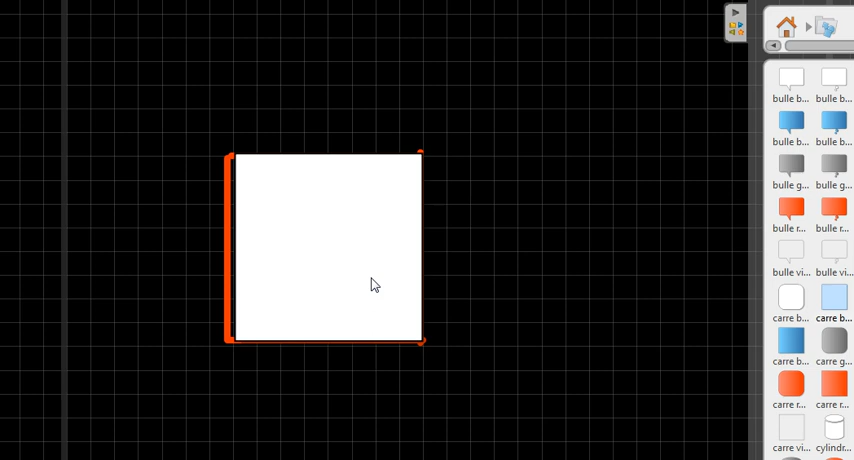 bulle b... bulle b...
bulle b... bulle b...
bulle g... bulle g...
bulle r... bulle r...
bulle vi... bulle vi...
carre b... carre b...
carre b... carre g...
carre r... carre r...
carre vi... cylindr...